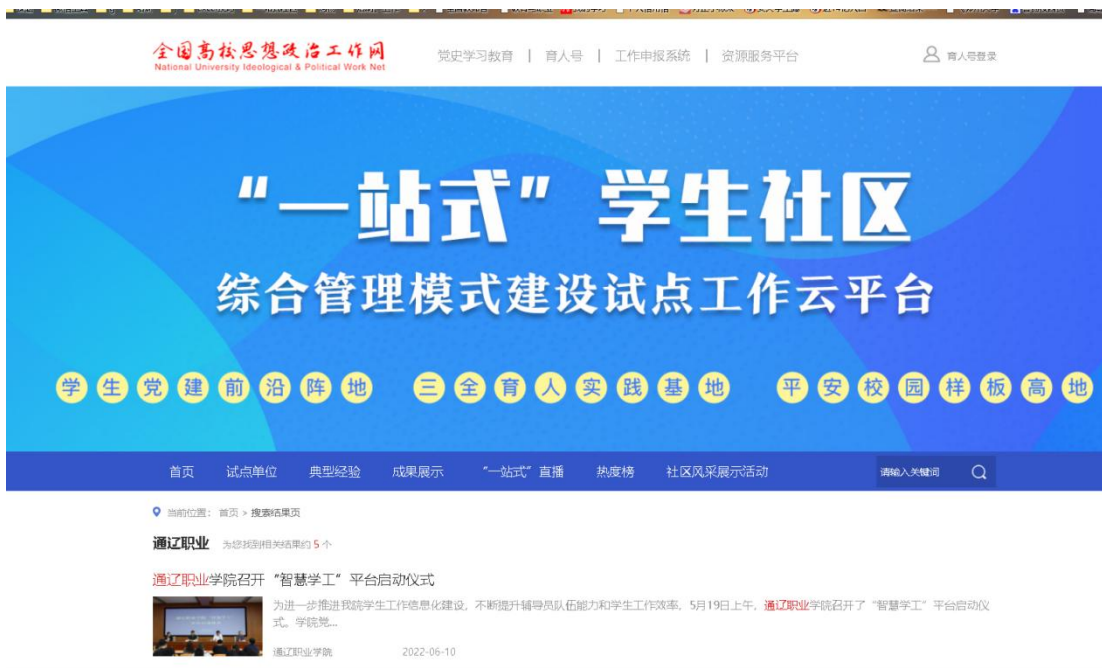 全国高校思想政治工作网
National University Ideological & Political Work Net
党史学习教育 | 育人号 | 工作申报系统 | 资源服务平台
育人号登录
“一站式”学生社区
综合管理模式建设试点工作云平台
学生党建前沿阵地 三全育人实践基地 平安校园样板高地
首页 试点单位 典型经验 成果展示 “一站式”直播 热度榜 社区风采展示活动 请输入关键词
当前位置： 首页 > 搜索结果页
通辽职业 为您找到相关结果约 5 个
通辽职业学院召开“智慧学工”平台启动仪式
为进一步推进我院学生工作信息化建设，不断提升辅导员队伍能力和学生工作效率，5月19日上午，通辽职业学院召开了“智慧学工”平台启动仪
式。学院党...
通辽职业学院 2022-06-10